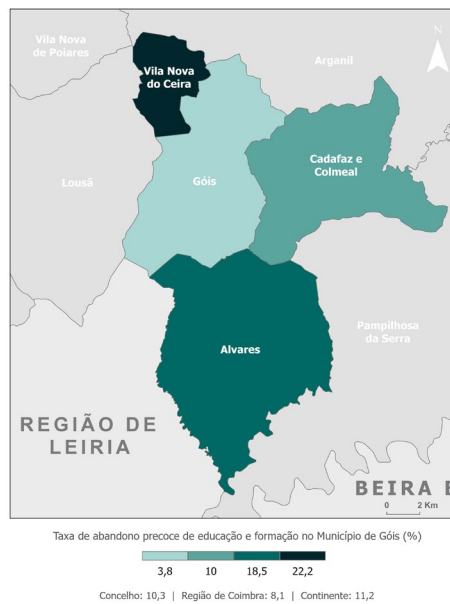 Vila Nova
de Poiares
Vila Nova
do Ceira
Arganil
N
Cadafaz e
Colmeal
Lousã
Góis
Alvares
Pampilhosa
da Serra
REGIÃO DE
LEIRIA
BEIRA
0 2 Km
Taxa de abandono precoce de educação e formação no Município de Góis (%)
3,8 10 18,5 22,2
Concelho: 10,3 | Região de Coimbra: 8,1 | Continente: 11,2